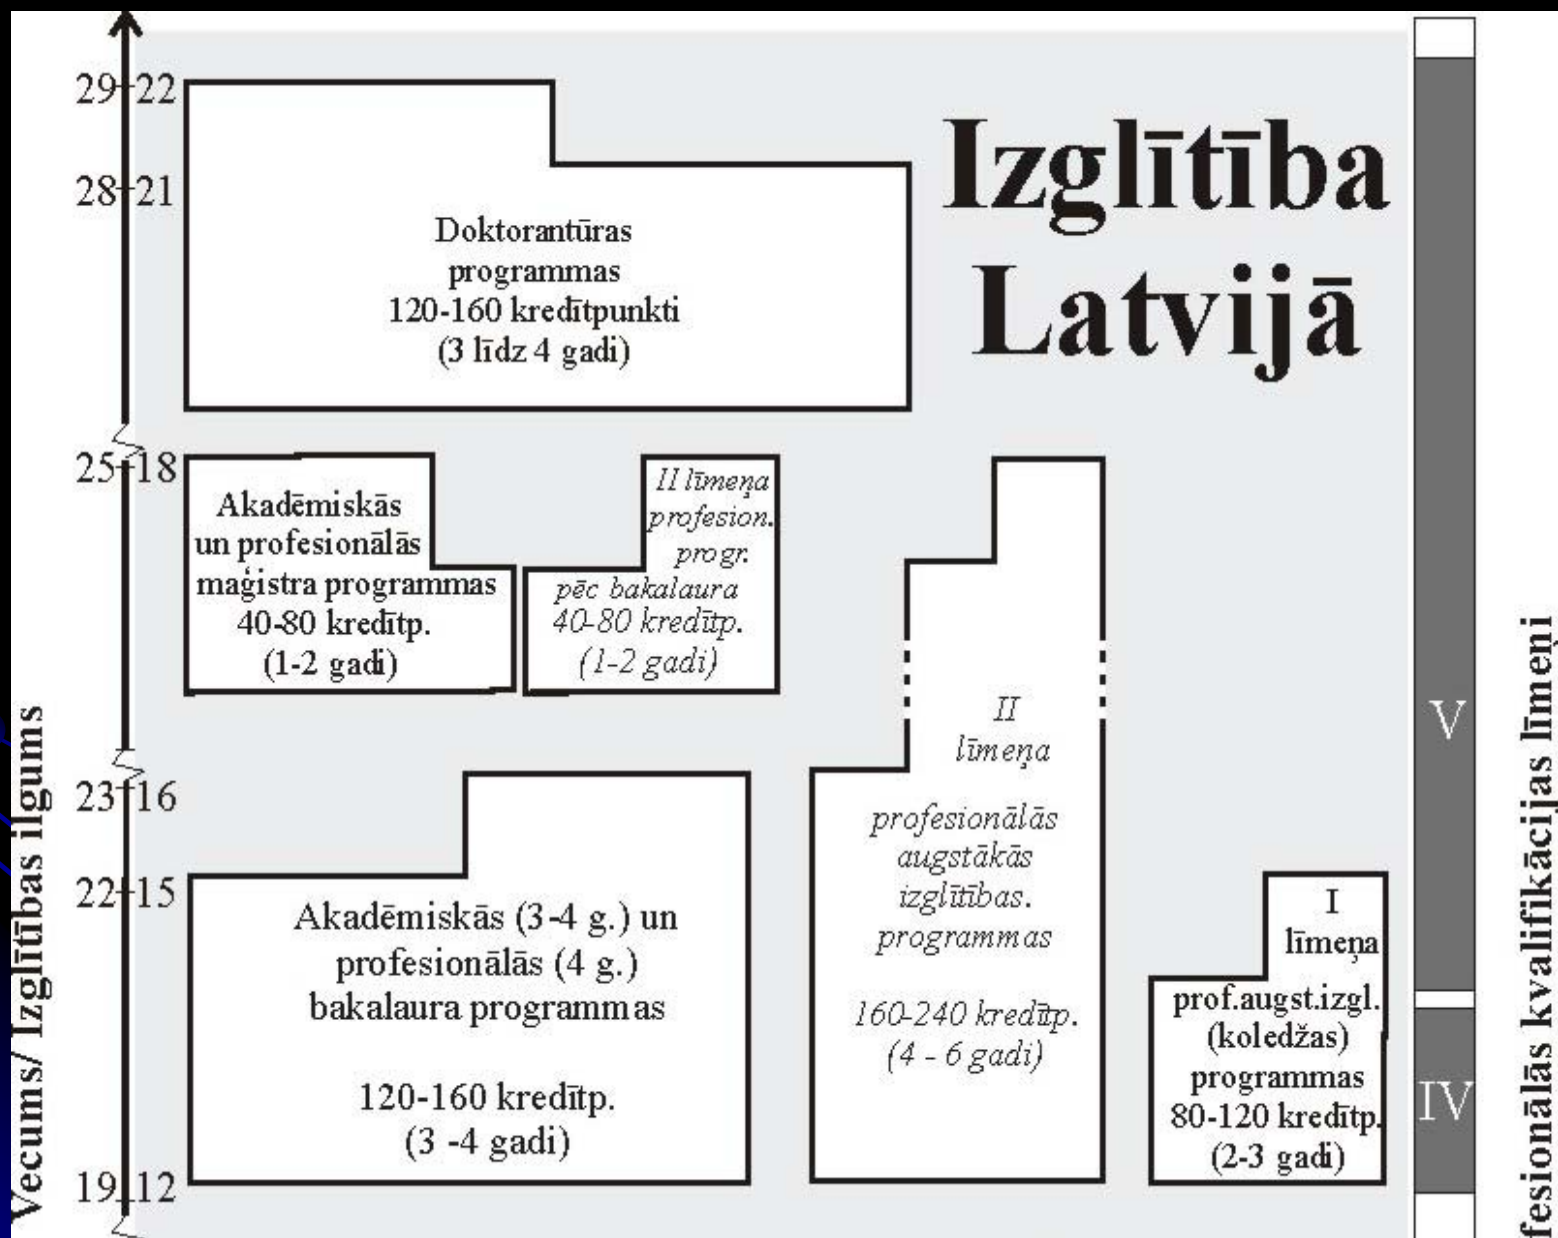 29 22
Izglītība
Latvijā
28 21
Doktorantūras
programmas
120-160 kredītpunkti
(3 līdz 4 gadi)
25 18
Akadēmiskās
un profesionālās
maģistra programmas
40-80 kredītp.
(1-2 gadi)
II līmeņa
profesion.
progr.
pēc bakalaura
40-80 kredītp.
(1-2 gadi)
II
līmeņa
profesionālās
augstākās
izglītības.
programmas
160-240 kredītp.
(4 - 6 gadi)
23 16
22 15
Akadēmiskās (3-4 g.) un
profesionālās (4 g.)
bakalaura programmas
120-160 kredītp.
(3 -4 gadi)
I
līmeņa
prof.augst.izgl.
(koledžas)
programmas
80-120 kredītp.
(2-3 gadi)
19 12
V
IV
Vecums/ Izglītības ilgums
fesionālās kvalifikācijas līmeņi